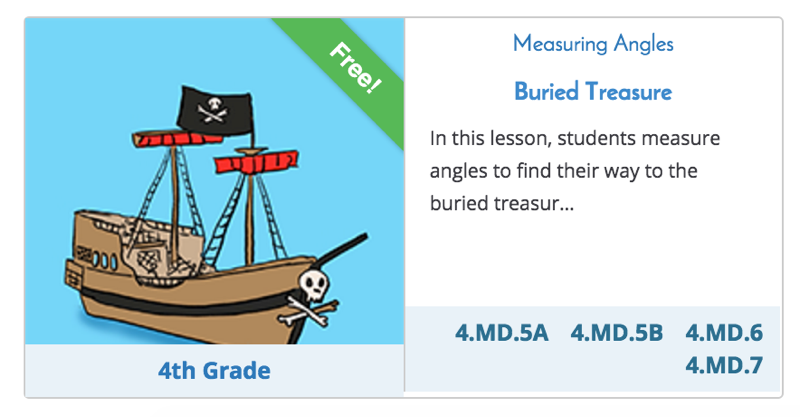 Free!
4th Grade
Measuring Angles
Buried Treasure
In this lesson, students measure
angles to find their way to the
buried treasur...
4.MD.5A 4.MD.5B 4.MD.6
4.MD.7